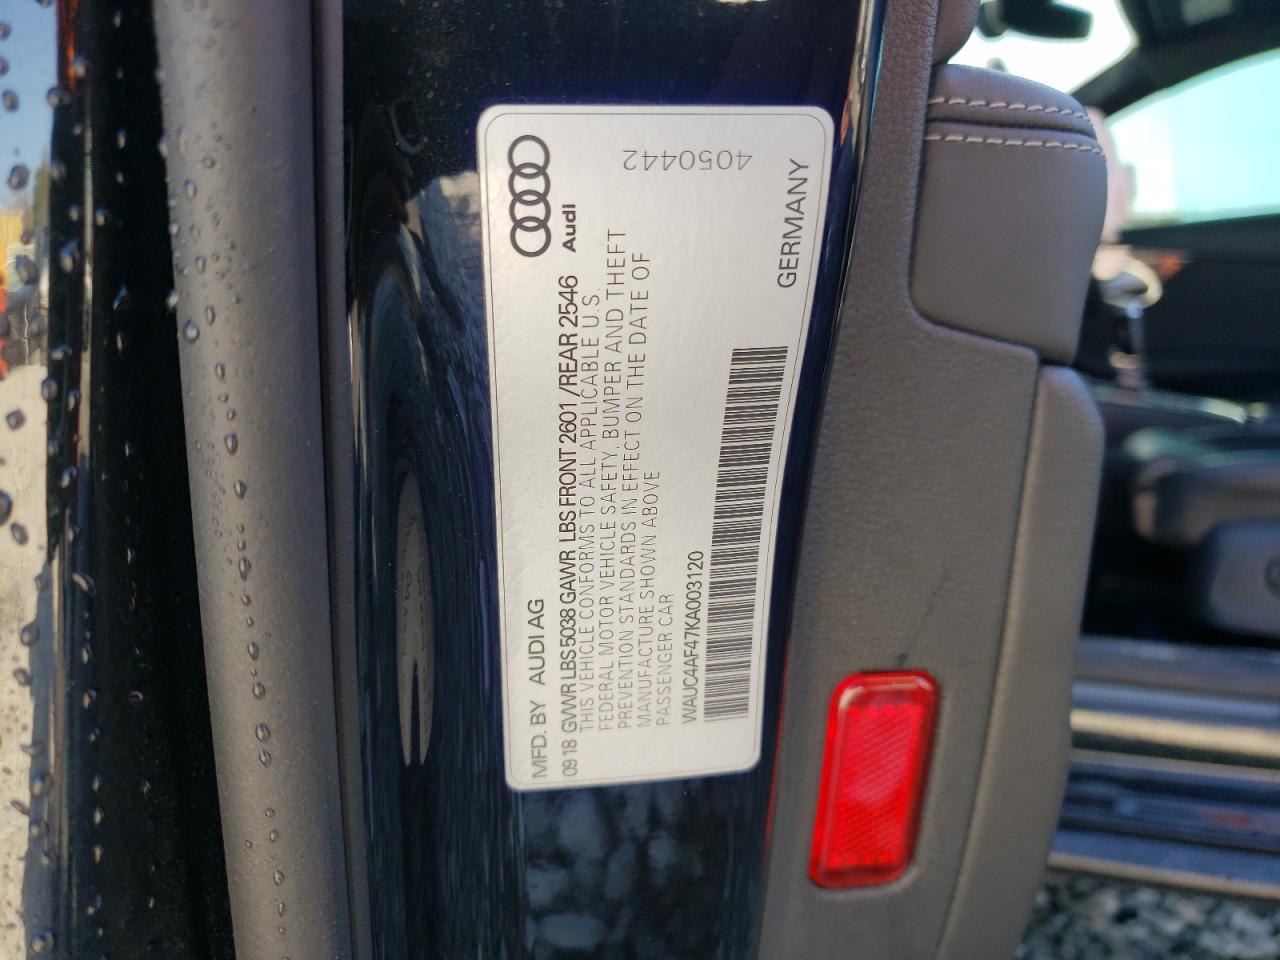 MFD. BY AUDI AG
Audi
09 18 GVWR LBS 5038 GAWR LBS FRONT 2601 /REAR 2546
THIS VEHICLE CONFORMS TO ALL APPLICABLE U.S.
FEDERAL MOTOR VEHICLE SAFETY, BUMPER AND THEFT
PREVENTION STANDARDS IN EFFECT ON THE DATE OF
MANUFACTURE SHOWN ABOVE
PASSENGER CAR
WAUC4AF47KA003120
GERMANY
4050442